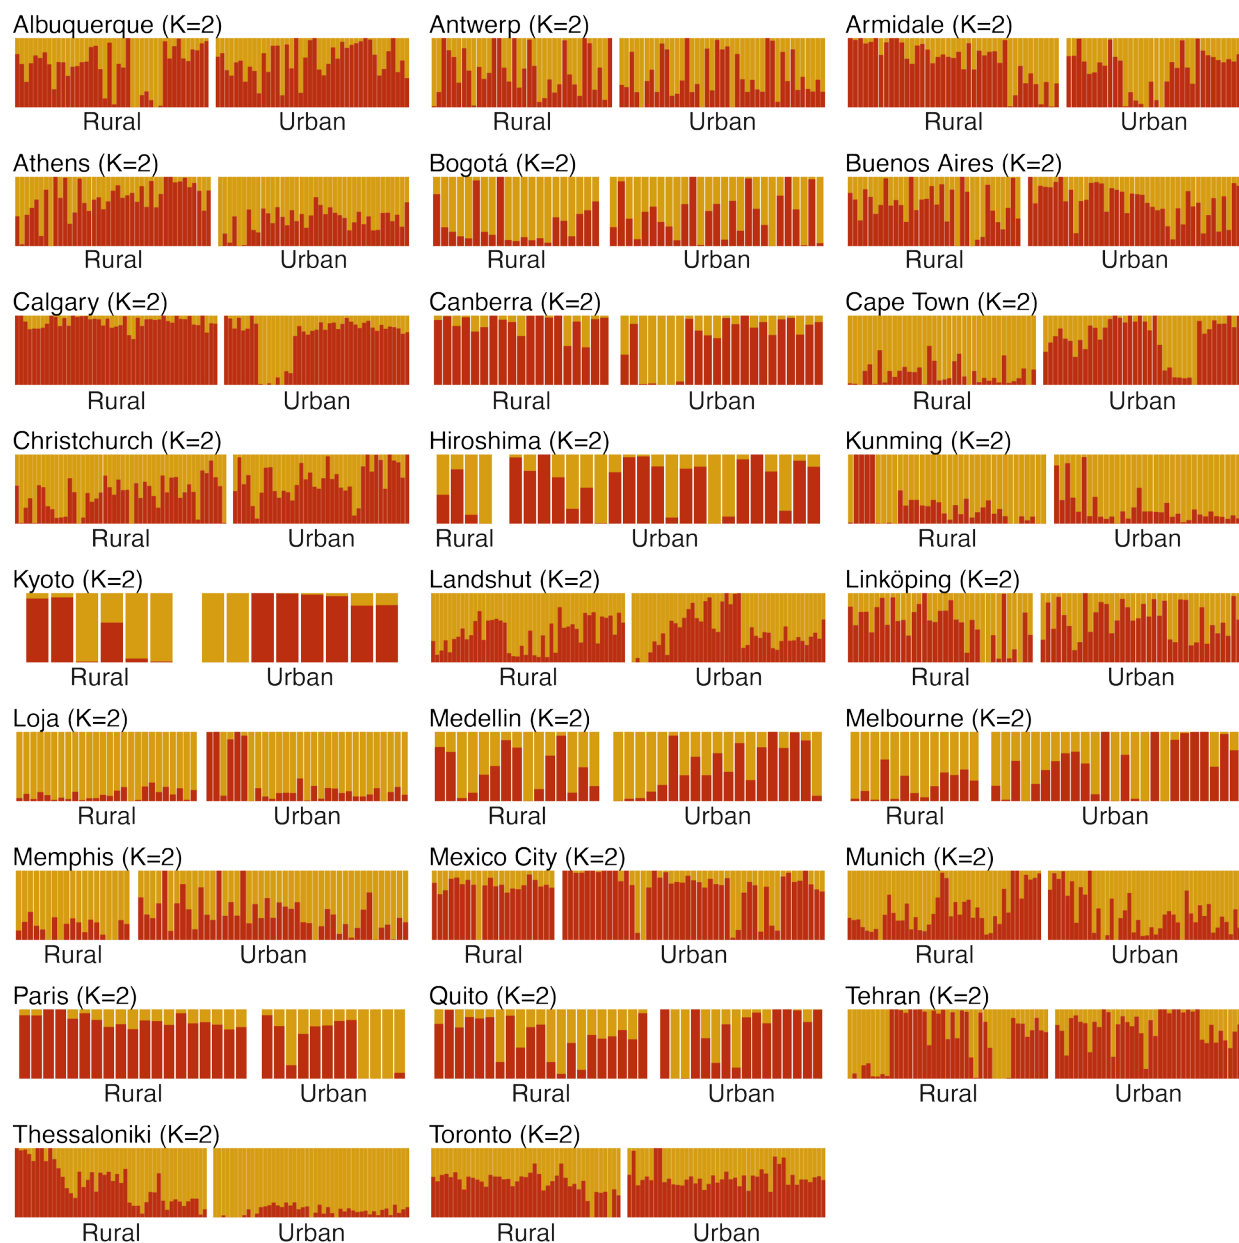 Albuquerque (K=2) Antwerp (K=2) Armidale (K=2)
Rural Urban Rural Urban Rural Urban
Athens (K=2) Bogotá (K=2) Buenos Aires (K=2)
Rural Urban Rural Urban Rural Urban
Calgary (K=2) Canberra (K=2) Cape Town (K=2)
Rural Urban Rural Urban Rural Urban
Christchurch (K=2) Hiroshima (K=2) Kunming (K=2)
Rural Urban Rural Urban Rural Urban
Kyoto (K=2) Landshut (K=2) Linköping (K=2)
Rural Urban Rural Urban Rural Urban
Loja (K=2) Medellin (K=2) Melbourne (K=2)
Rural Urban Rural Urban Rural Urban
Memphis (K=2) Mexico City (K=2) Munich (K=2)
Rural Urban Rural Urban Rural Urban
Paris (K=2) Quito (K=2) Tehran (K=2)
Rural Urban Rural Urban Rural Urban
Thessaloniki (K=2) Toronto (K=2)
Rural Urban Rural Urban